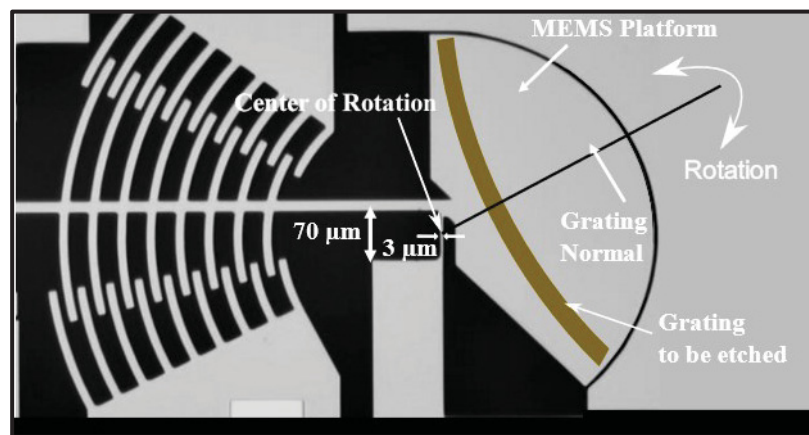 MEMS Platform
Center of Rotation
Rotation
70 µm
3 µm
Grating
Normal
Grating
to be etched